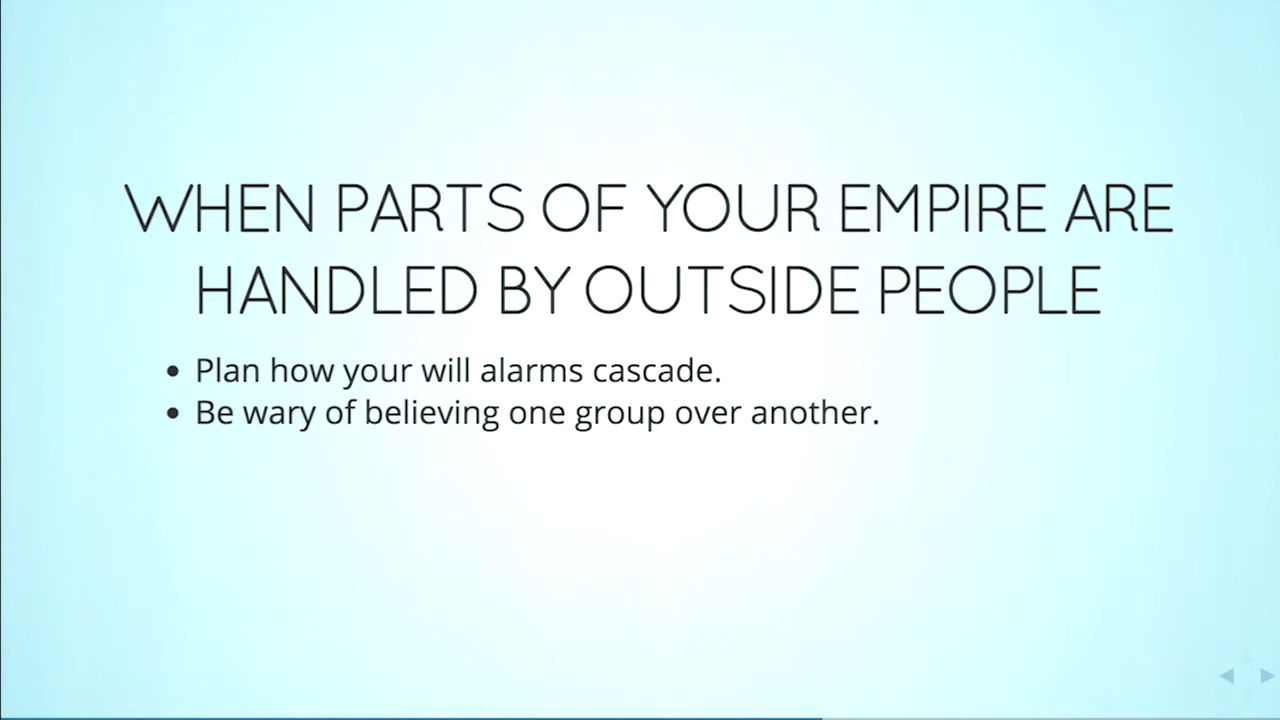 WHEN PARTS OF YOUR EMPIRE ARE
HANDLED BY OUTSIDE PEOPLE
• Plan how your will alarms cascade.
• Be wary of believing one group over another.